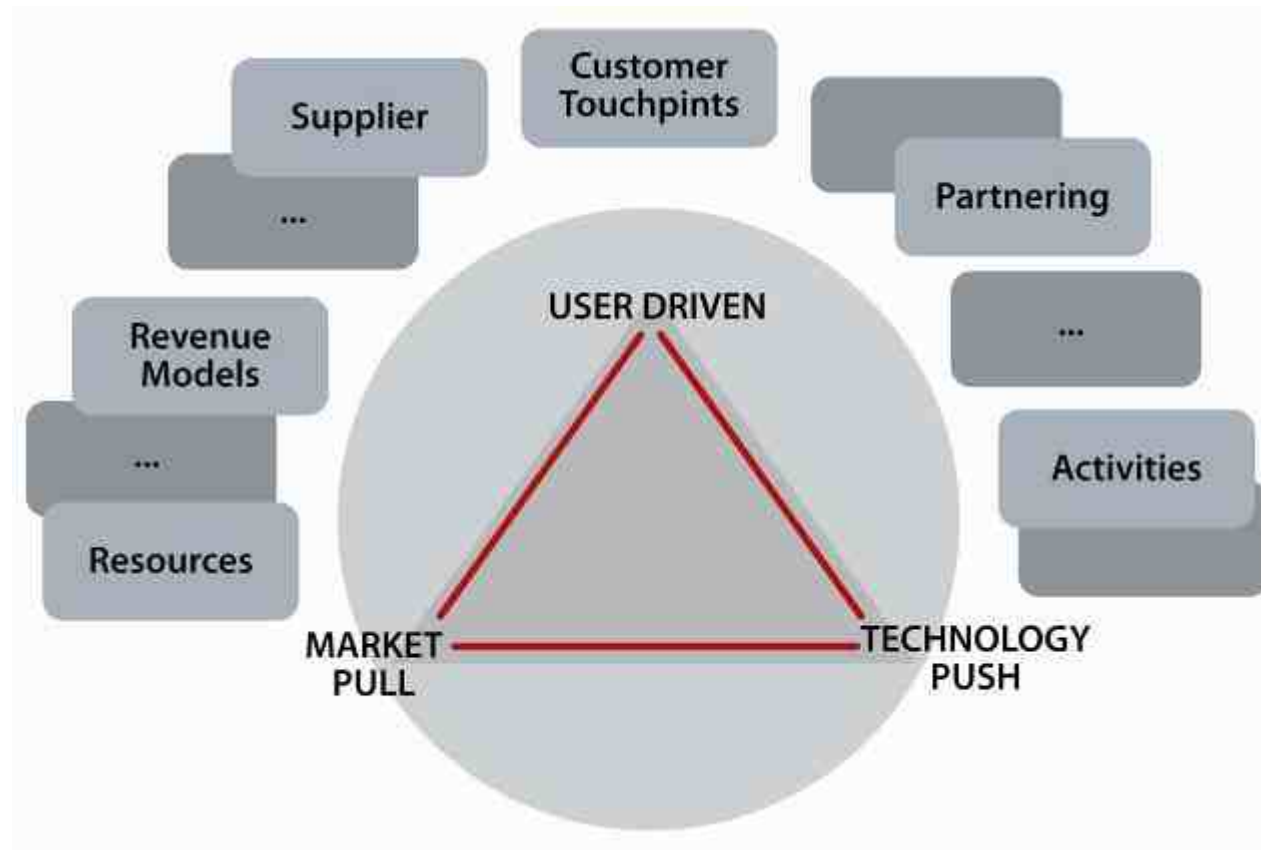 Customer
Touchpints
Supplier
Partnering
...
...
Revenue
Models
USER DRIVEN
...
Activities
Resources
MARKET
PULL
TECHNOLOGY
PUSH